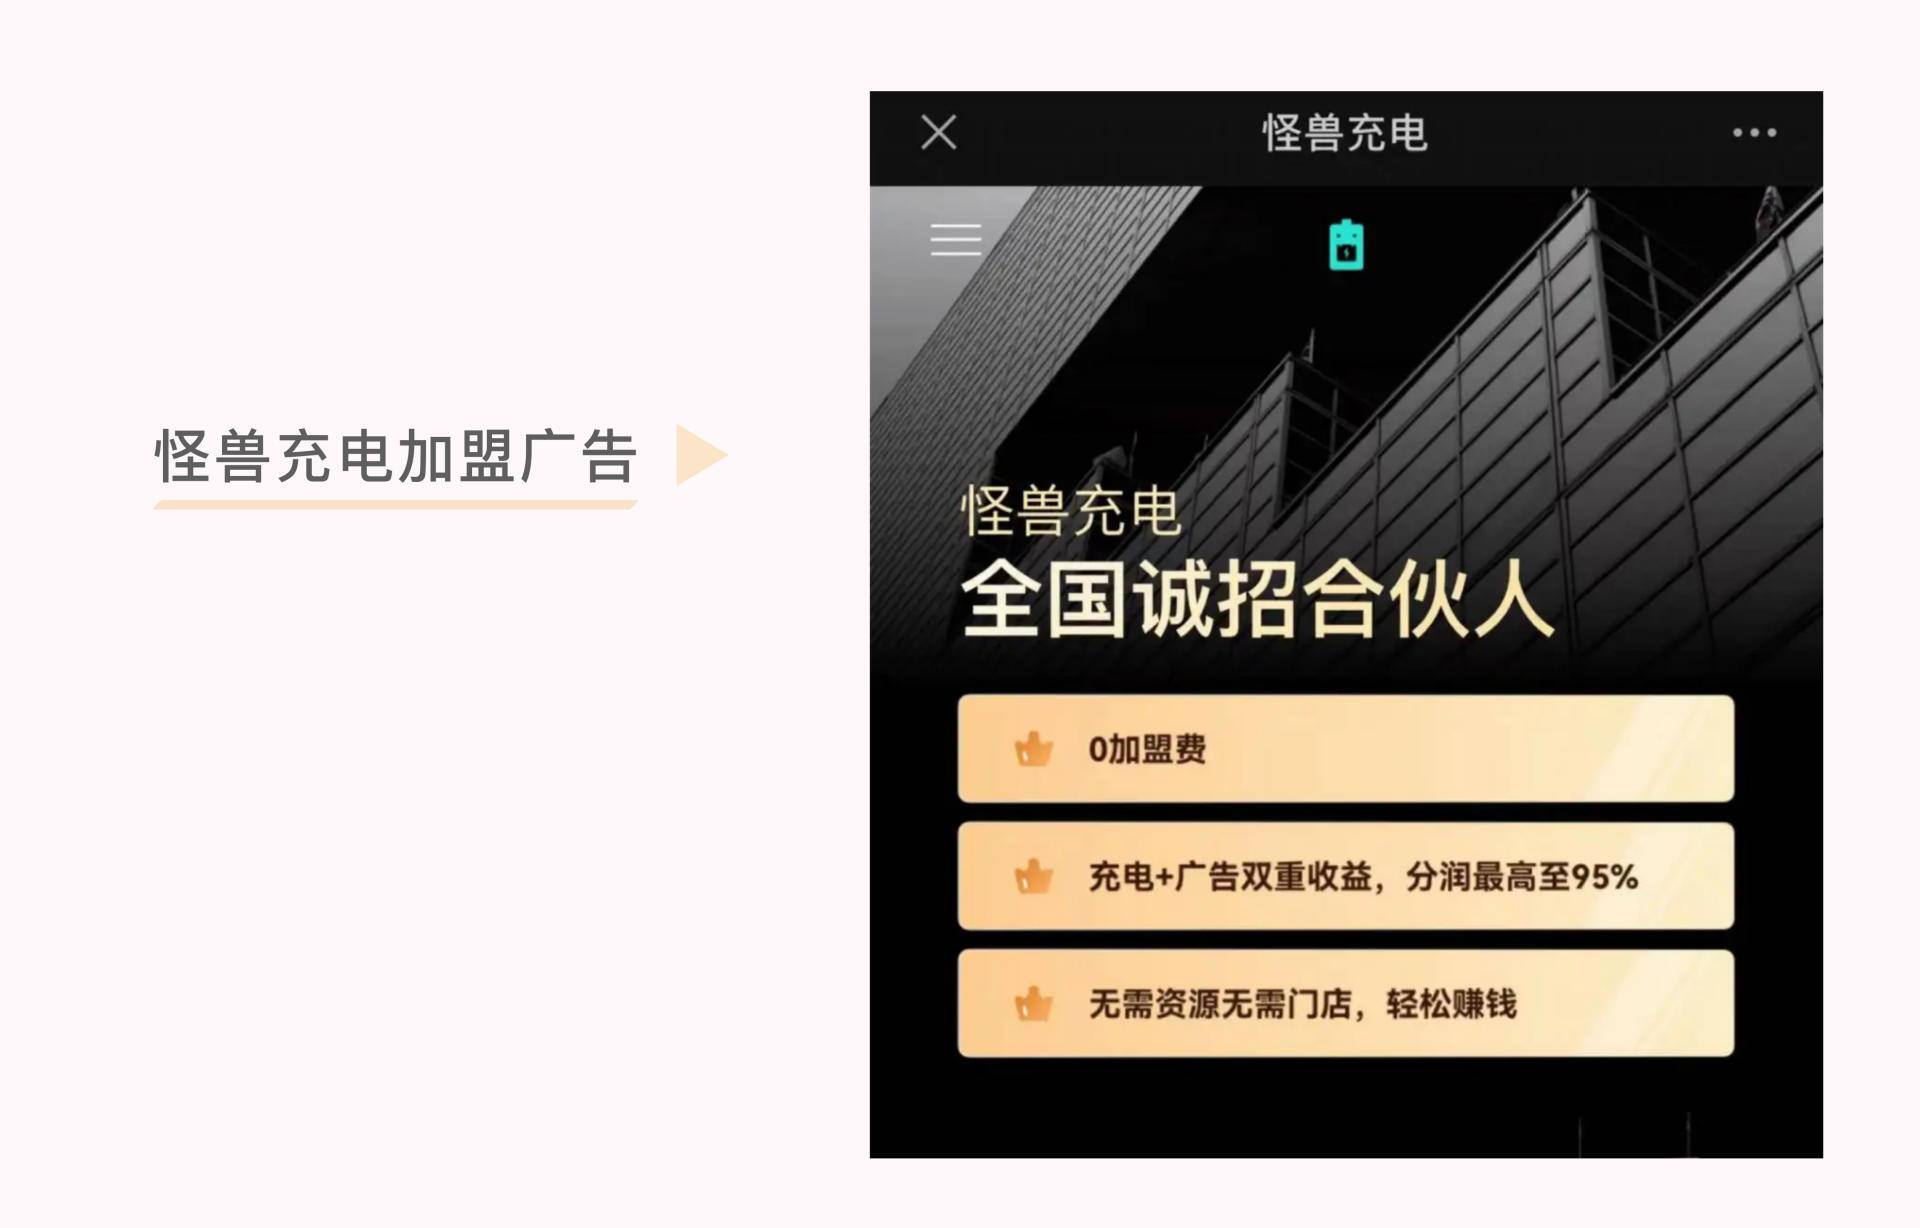 怪兽充电加盟广告
怪兽充电
怪兽充电
全国诚招合伙人
0加盟费
充电+广告双重收益，分润最高至95%
无需资源无需门店，轻松赚钱